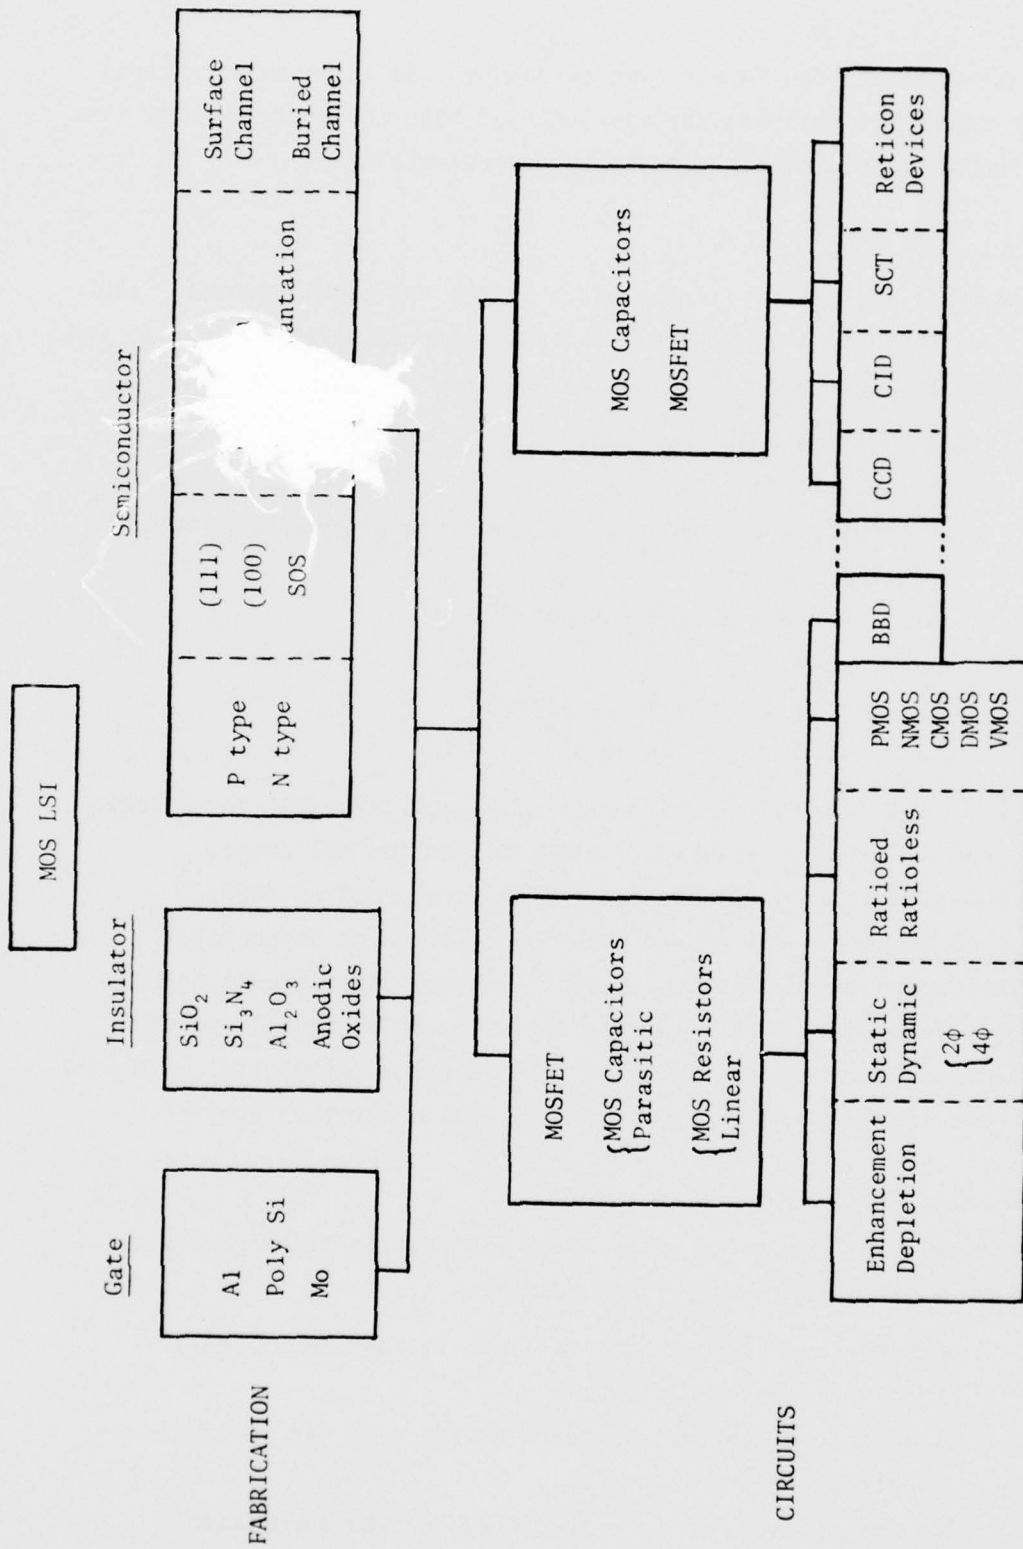 MOS LSI
FABRICATION
Gate
Al
Poly Si
Mo
Insulator
SiO₂
Si₃N₄
Al₂O₃
Anodic
Oxides
Semiconductor
P type
N type
(111)
(100)
SOS
Surface
Channel
Buried
Channel
CIRCUITS
MOSFET
{MOS Capacitors
Parasitic
{MOS Resistors
Linear
MOS Capacitors
MOSFET
Enhancement
Depletion
Static
Dynamic
{2φ
4φ
Ratioed
Ratioless
PMOS
NMOS
CMOS
DMOS
VMOS
BBD
CCD
CID
SCT
Reticon
Devices